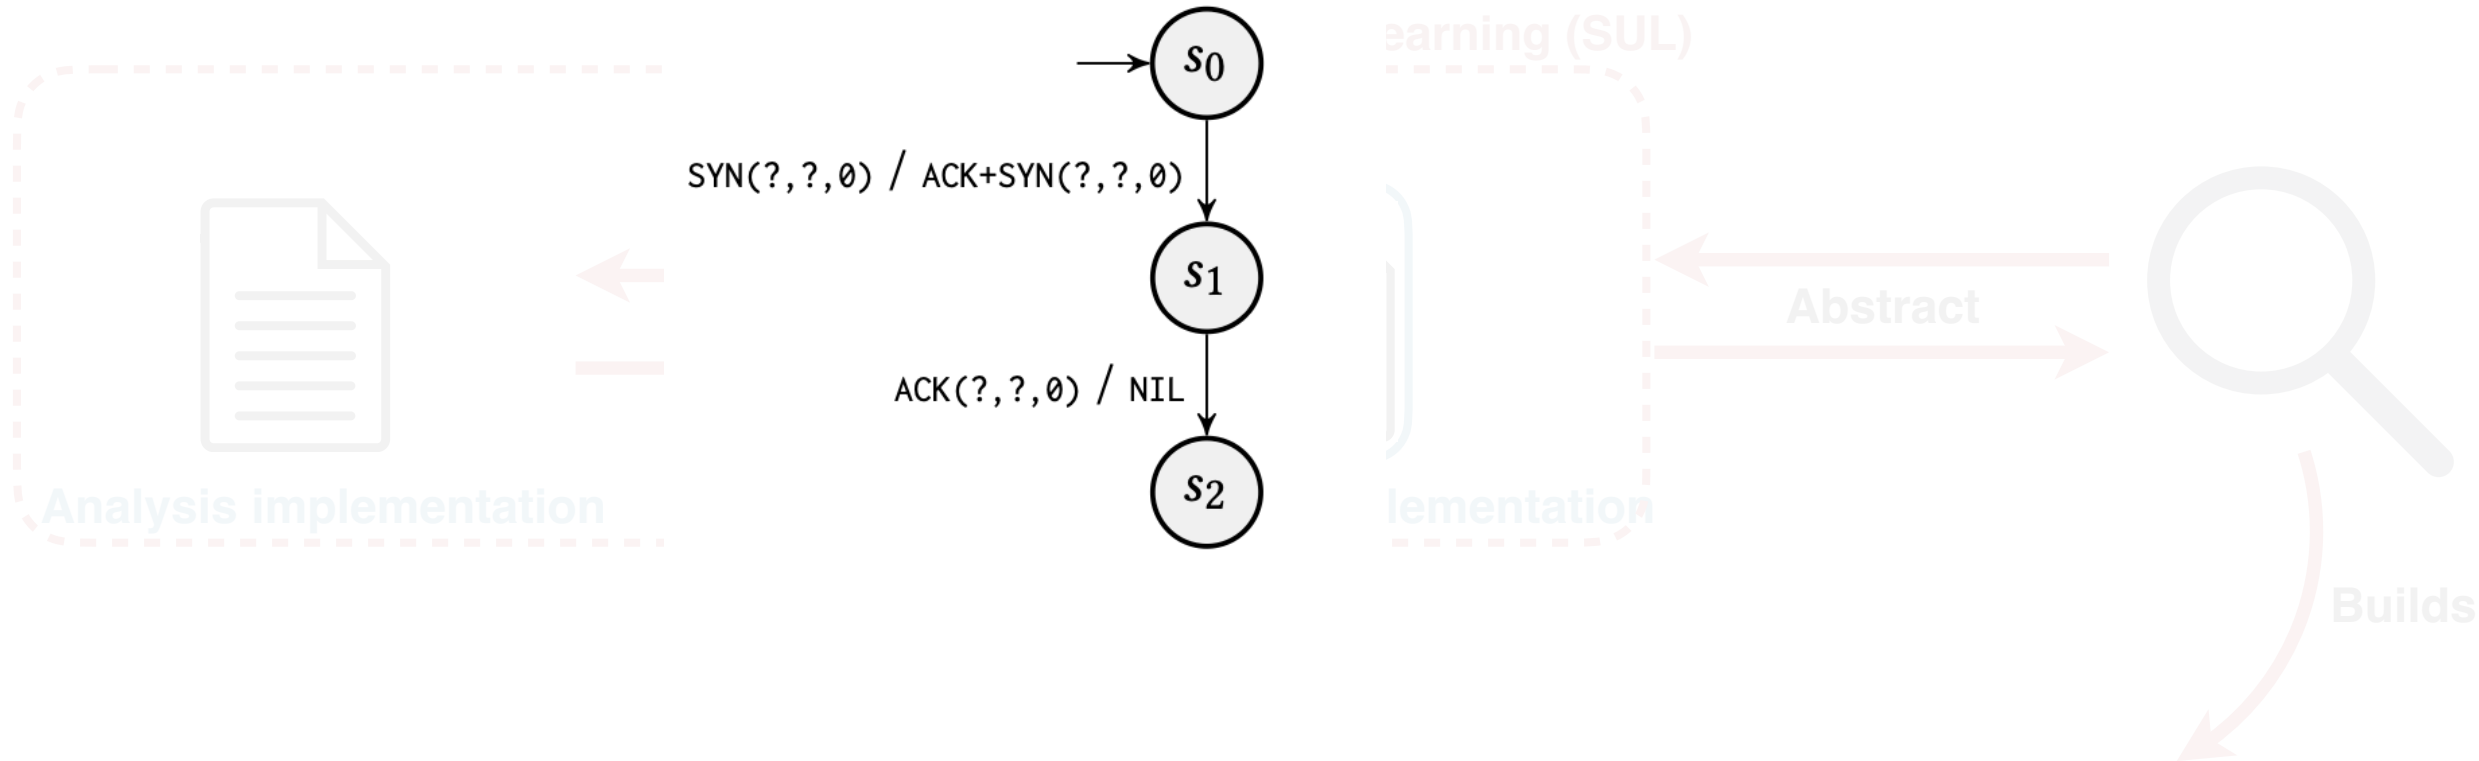 earning (SUL)
s0
SYN(?,?,0) / ACK+SYN(?,?,0)
s1
Abstract
ACK(?,?,0) / NIL
s2
Analysis implementation
lementation
Builds